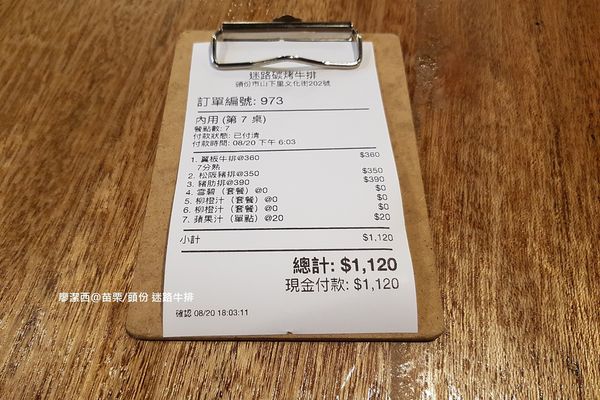 迷路碳烤牛排
頭份市山下里文化街202號
訂單編號: 973
內用 (第 7 桌)
餐點數: 7
付款狀態: 已付清
付款時間: 08/20 下午 6:03
1. 翼板牛排@360 $360
7分熟
2. 松阪豬排@350 $350
3. 豬肋排@390 $390
4. 雪碧（套餐）@0 $0
5. 柳橙汁（套餐）@0 $0
6. 柳橙汁（套餐）@0 $0
7. 蘋果汁（單點）@20 $20
小計 $1,120
總計: $1,120
現金付款: $1,120
確認 08/20 18:03:11
廖潔西@苗栗/頭份 迷路牛排